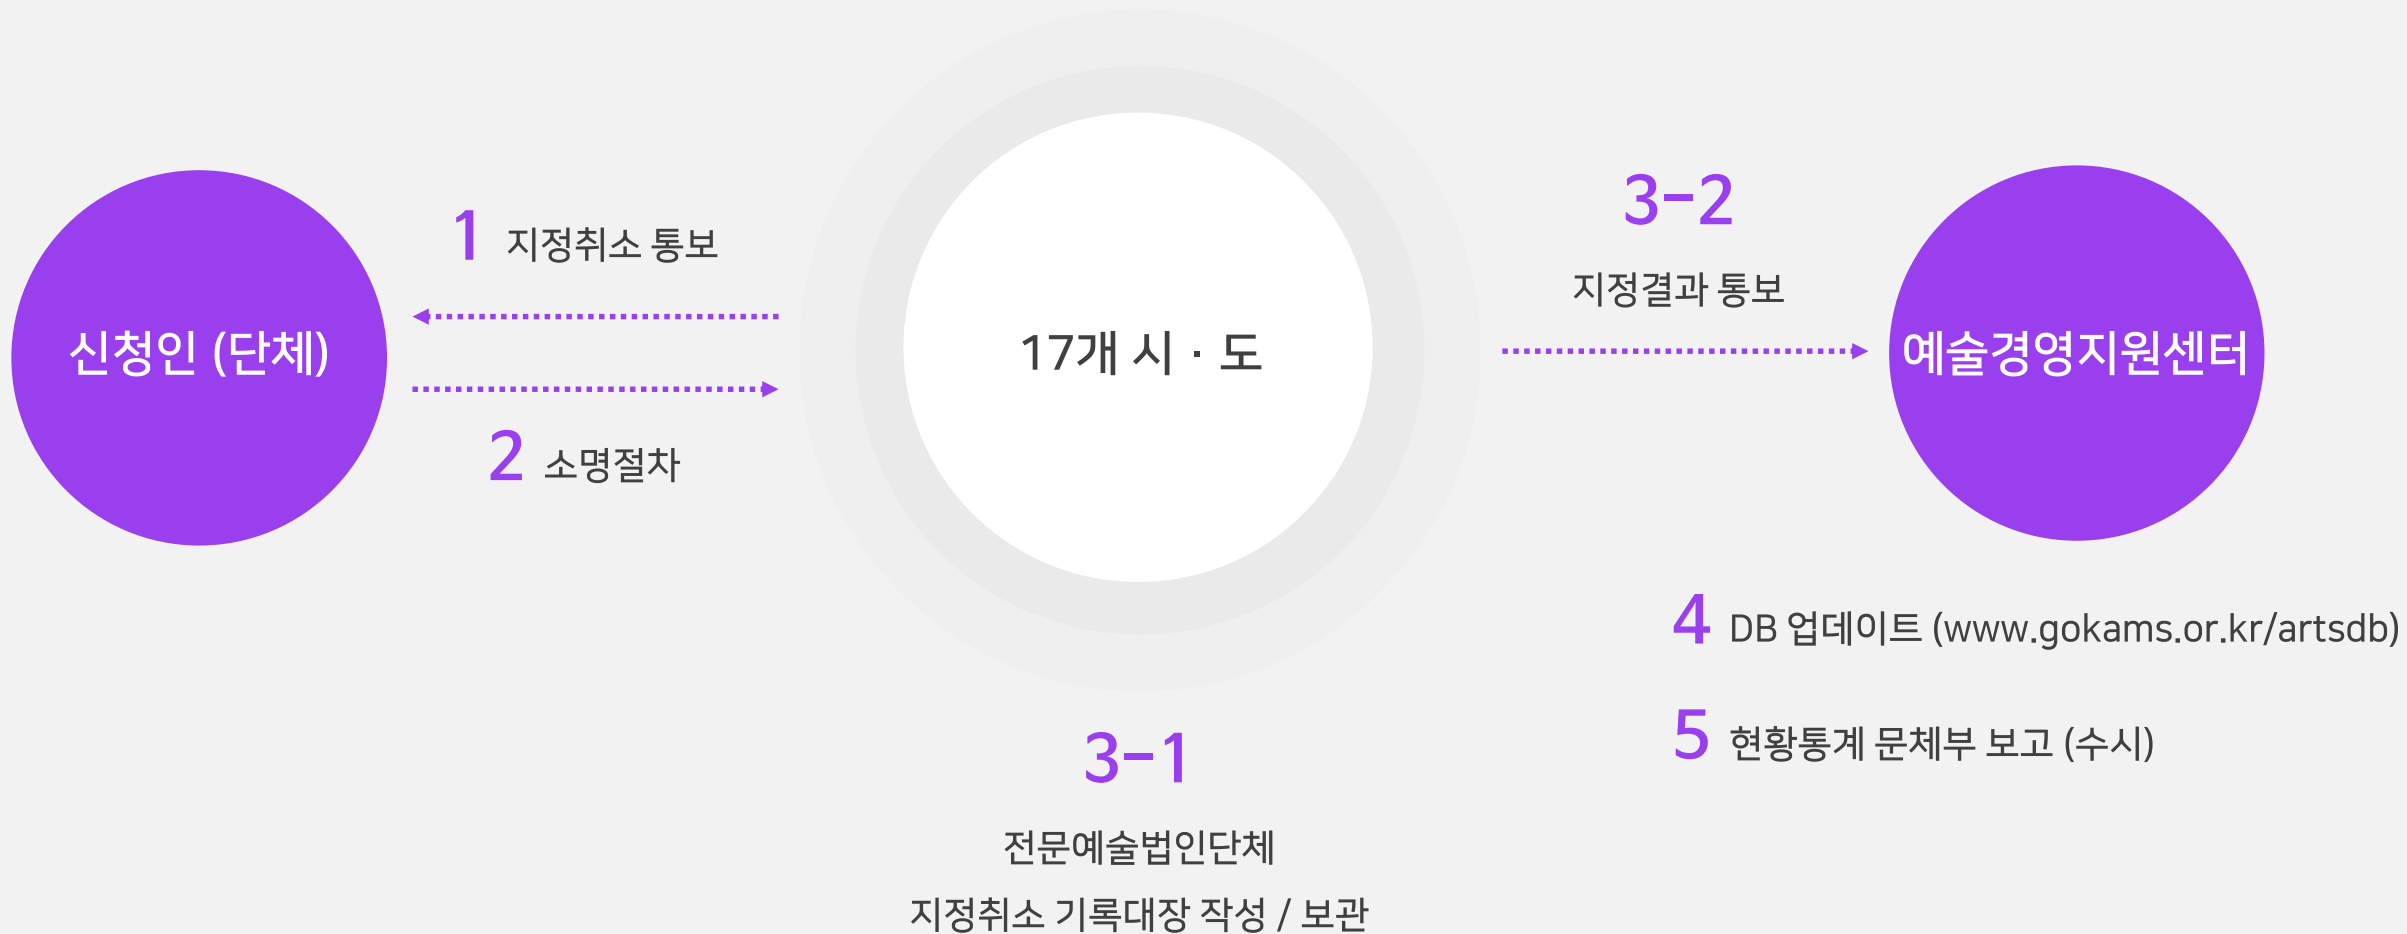 신청인 (단체)
1 지정취소 통보
2 소명절차
17개 시 · 도
3-1
전문예술법인단체
지정취소 기록대장 작성 / 보관
3-2
지정결과 통보
예술경영지원센터
4 DB 업데이트 (www.gokams.or.kr/artsdb)
5 현황통계 문체부 보고 (수시)